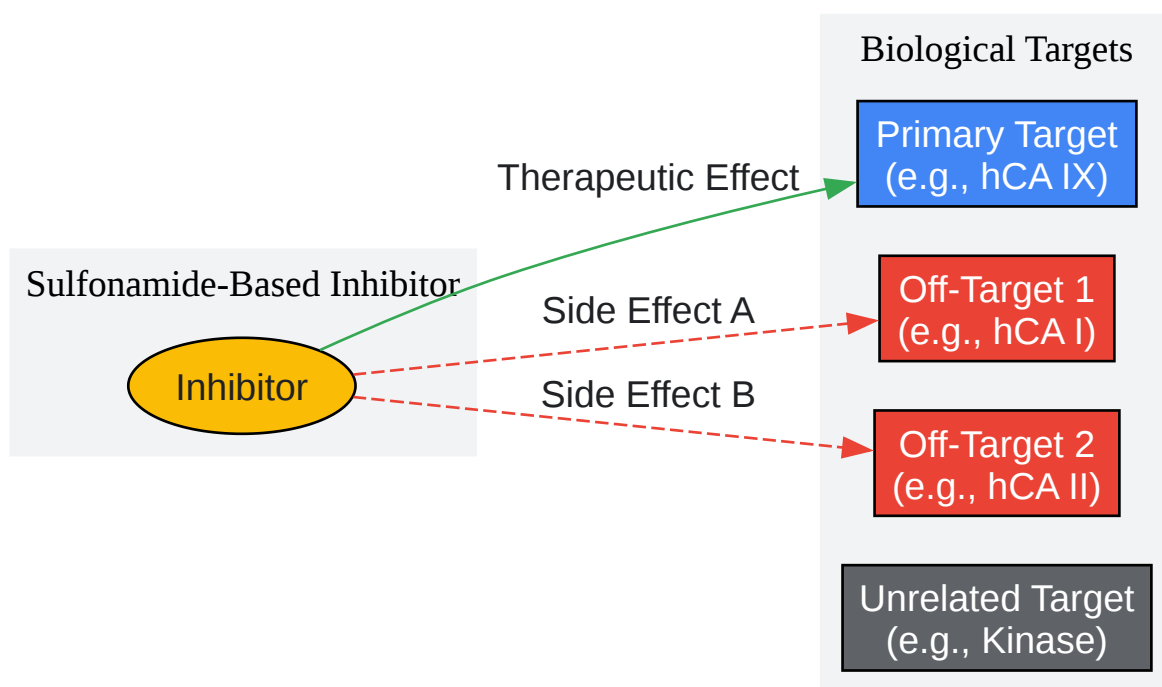 Biological Targets
Primary Target
(e.g., hCA IX)
Therapeutic Effect
Sulfonamide-Based Inhibitor
Inhibitor
Side Effect A
Off-Target 1
(e.g., hCA I)
Side Effect B
Off-Target 2
(e.g., hCA II)
Unrelated Target
(e.g., Kinase)